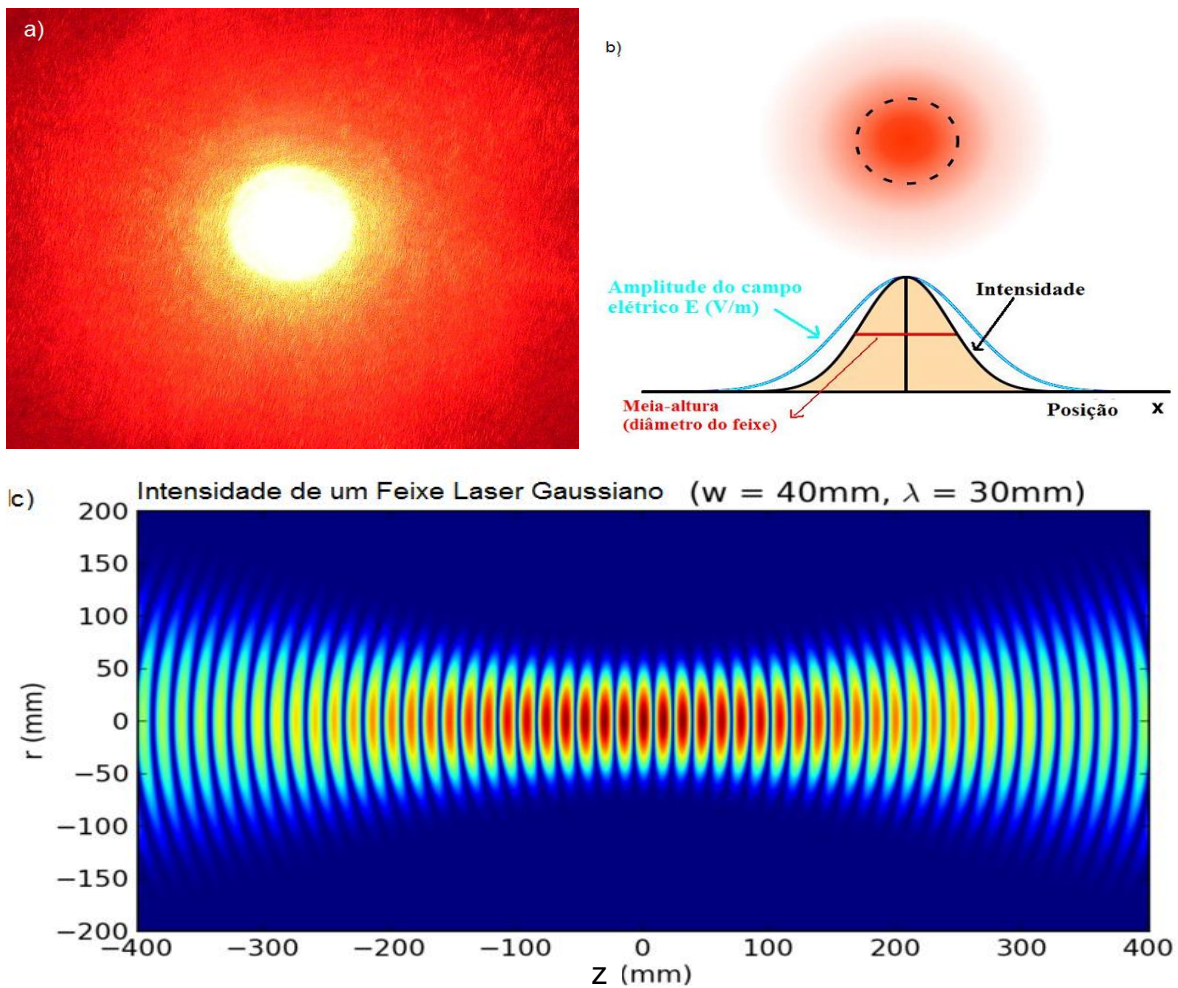 a)
b)
Amplitude do campo
elétrico E (V/m)
Intensidade
Meia-altura
(diâmetro do feixe)
Posição
x
c)
Intensidade de um Feixe Laser Gaussiano (w = 40mm, λ = 30mm)
200
150
100
50
0
−50
−100
−150
−200
r (mm)
−400 −300 −200 −100 0 100 200 300 400
z (mm)